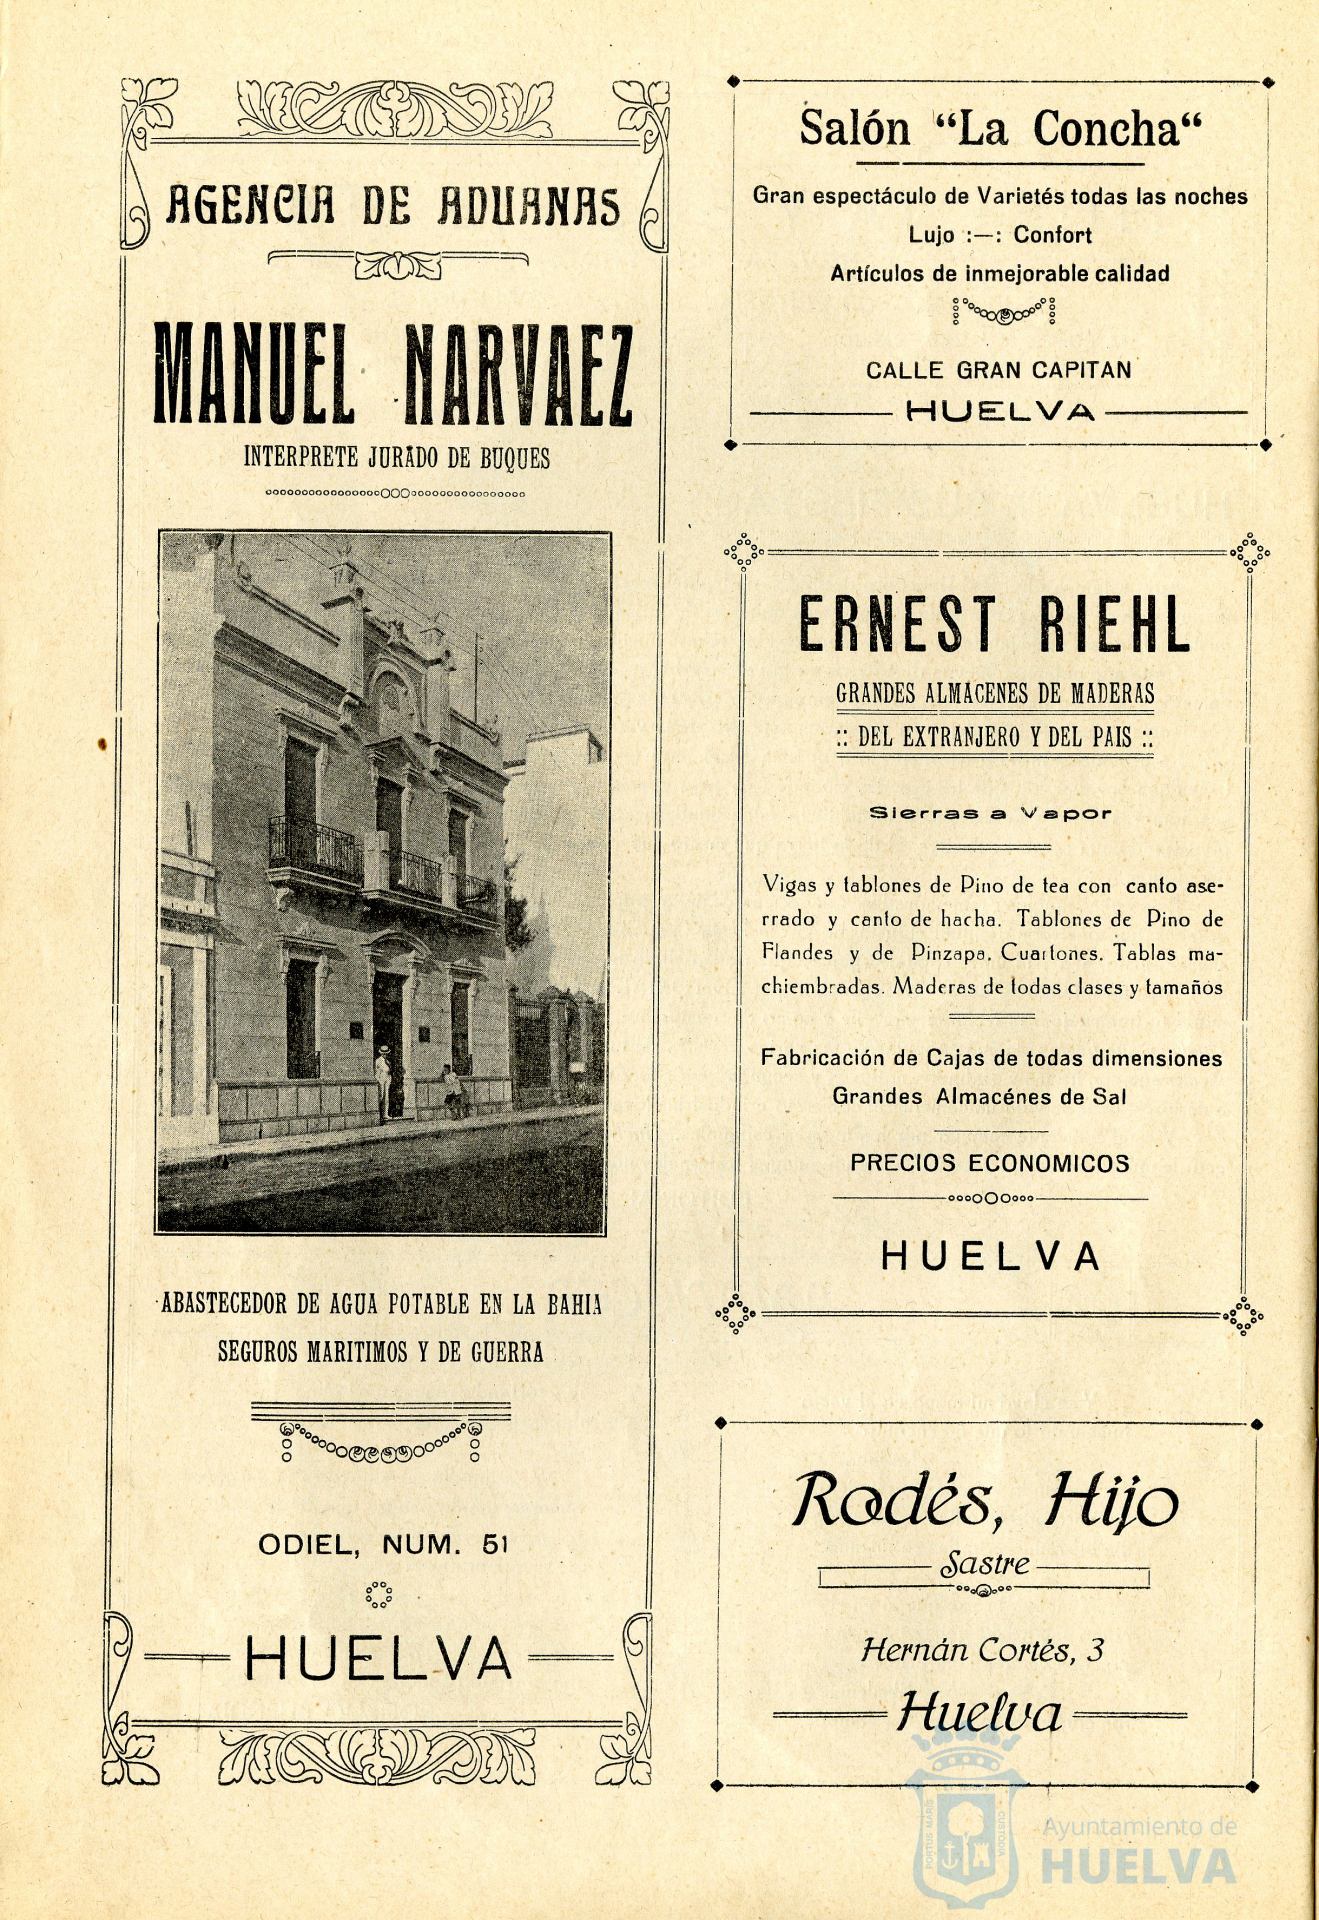 AGENCIA DE ADUANAS
MANUEL NARVAEZ
INTERPRETE JURADO DE BUQUES
ABASTECEDOR DE AGUA POTABLE EN LA BAHIA
SEGUROS MARITIMOS Y DE GUERRA
ODIEL, NUM. 51
HUELVA
Salón “La Concha“
Gran espectáculo de Varietés todas las noches
Lujo :—: Confort
Artículos de inmejorable calidad
CALLE GRAN CAPITAN
HUELVA
ERNEST RIEHL
GRANDES ALMACENES DE MADERAS
:: DEL EXTRANJERO Y DEL PAIS ::
Sierras a Vapor
Vigas y tablones de Pino de tea con canto ase-
rrado y canto de hacha. Tablones de Pino de
Flandes y de Pinzapa. Cuartones. Tablas ma-
chiembradas. Maderas de todas clases y tamaños
Fabricación de Cajas de todas dimensiones
Grandes Almacénes de Sal
PRECIOS ECONOMICOS
HUELVA
Rodés, Hijo
Sastre
Hernán Cortés, 3
Huelva
PORTUS MARIS
CUSTODIA
Ayuntamiento de
HUELVA